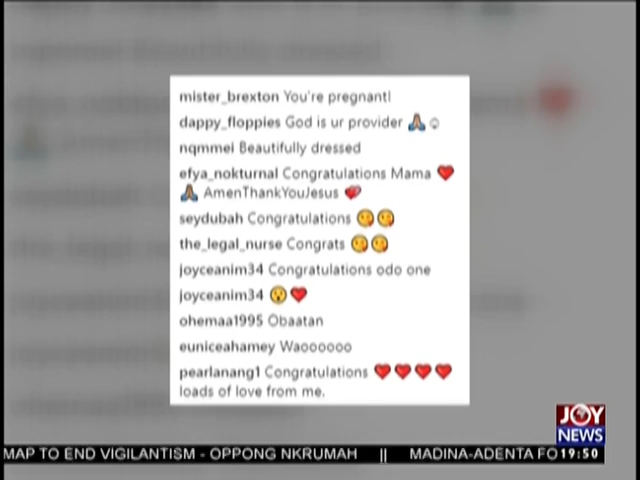 mister_brexton You're pregnant!
dappy_floppies God is ur provider 🙏🏽☺
nqmmei Beautifully dressed
efya_nokturnal Congratulations Mama ❤
🙏🏽 AmenThankYouJesus 💕
seydubah Congratulations 😋😋
the_legal_nurse Congrats 😋😋
joyceanim34 Congratulations odo one
joyceanim34 😮❤
ohemaa1995 Obaatan
euniceahamey Waoooooo
pearlanang1 Congratulations ❤❤❤❤
loads of love from me.
JOY
NEWS
MAP TO END VIGILANTISM - OPPONG NKRUMAH || MADINA-ADENTA FO
19:50